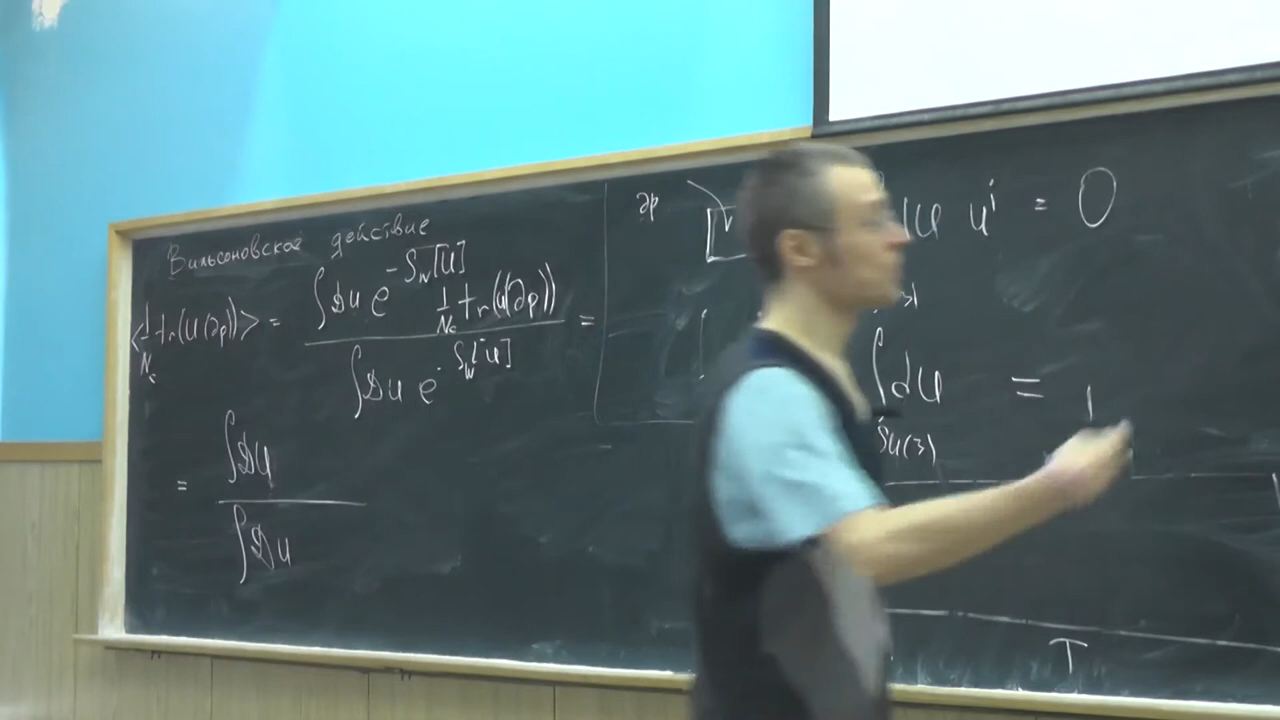 Вильсоновское действие
⟨1/N_c tr(U(∂p))⟩ = ∫DU e^{-S_W[U]} 1/N_c tr(U(∂p)) / ∫DU e^{-S_W[U]} =
= ∫DU / ∫DU
∂p
dU U^i = 0
∫dU = 1
SU(3)
T